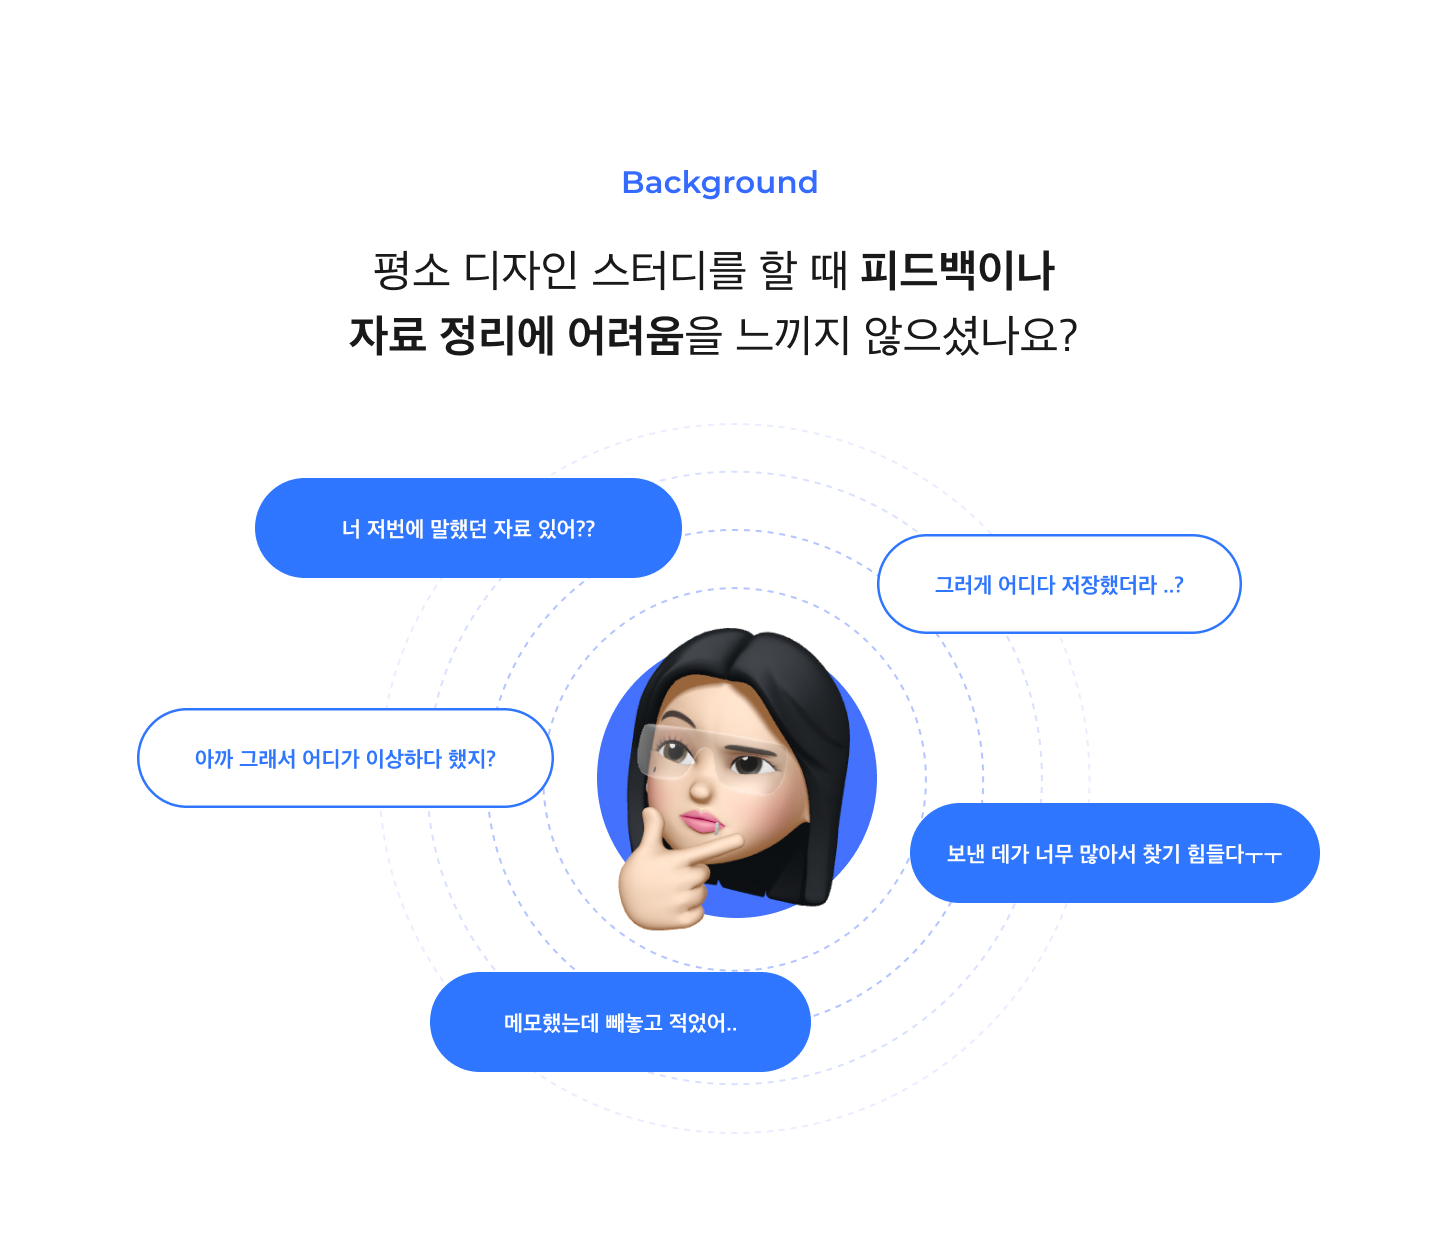 Background
평소 디자인 스터디를 할 때 피드백이나
자료 정리에 어려움을 느끼지 않으셨나요?
너 저번에 말했던 자료 있어??
그러게 어디다 저장했더라 ..?
아까 그래서 어디가 이상하다 했지?
보낸 데가 너무 많아서 찾기 힘들다ㅜㅜ
메모했는데 빼놓고 적었어..